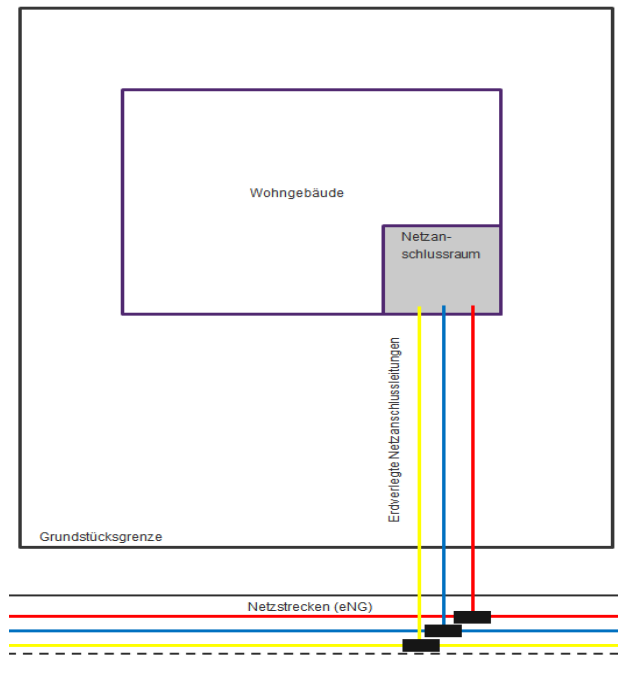 Wohngebäude
Netzan-
schlussraum
Erdverlegte Netzanschlussleitungen
Grundstücksgrenze
Netzstrecken (eNG)